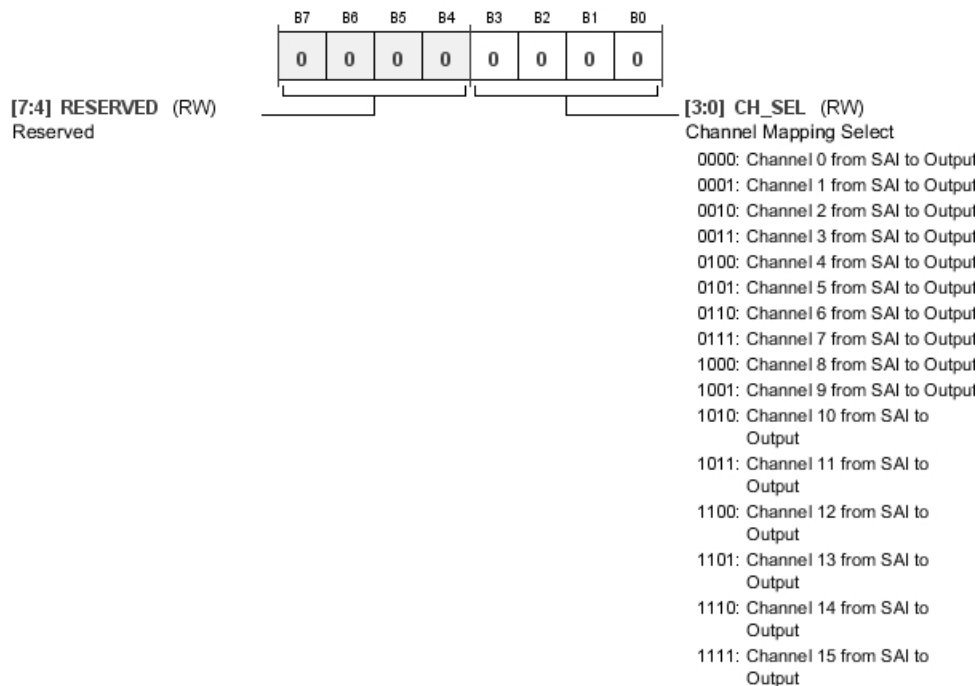 B7 B6 B5 B4 B3 B2 B1 B0
0 0 0 0 0 0 0 0
[7:4] RESERVED (RW)
Reserved
[3:0] CH_SEL (RW)
Channel Mapping Select
0000: Channel 0 from SAI to Output
0001: Channel 1 from SAI to Output
0010: Channel 2 from SAI to Output
0011: Channel 3 from SAI to Output
0100: Channel 4 from SAI to Output
0101: Channel 5 from SAI to Output
0110: Channel 6 from SAI to Output
0111: Channel 7 from SAI to Output
1000: Channel 8 from SAI to Output
1001: Channel 9 from SAI to Output
1010: Channel 10 from SAI to
Output
1011: Channel 11 from SAI to
Output
1100: Channel 12 from SAI to
Output
1101: Channel 13 from SAI to
Output
1110: Channel 14 from SAI to
Output
1111: Channel 15 from SAI to
Output